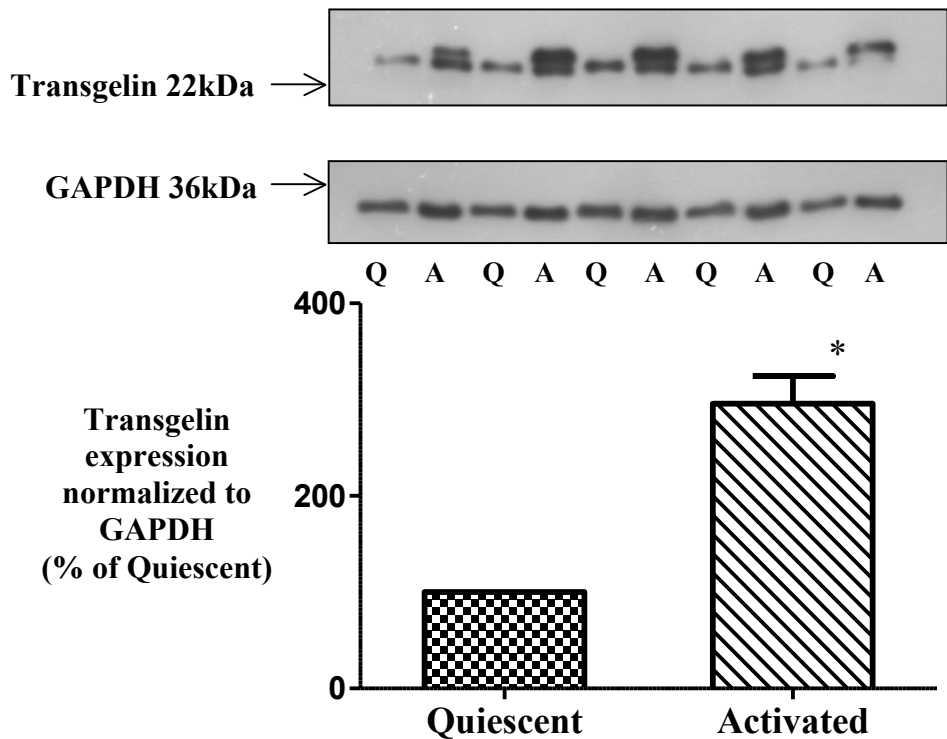 Transgelin 22kDa
GAPDH 36kDa
Q A Q A Q A Q A Q A
400
*
Transgelin
expression
normalized to
GAPDH
(% of Quiescent)
200
0
Quiescent Activated